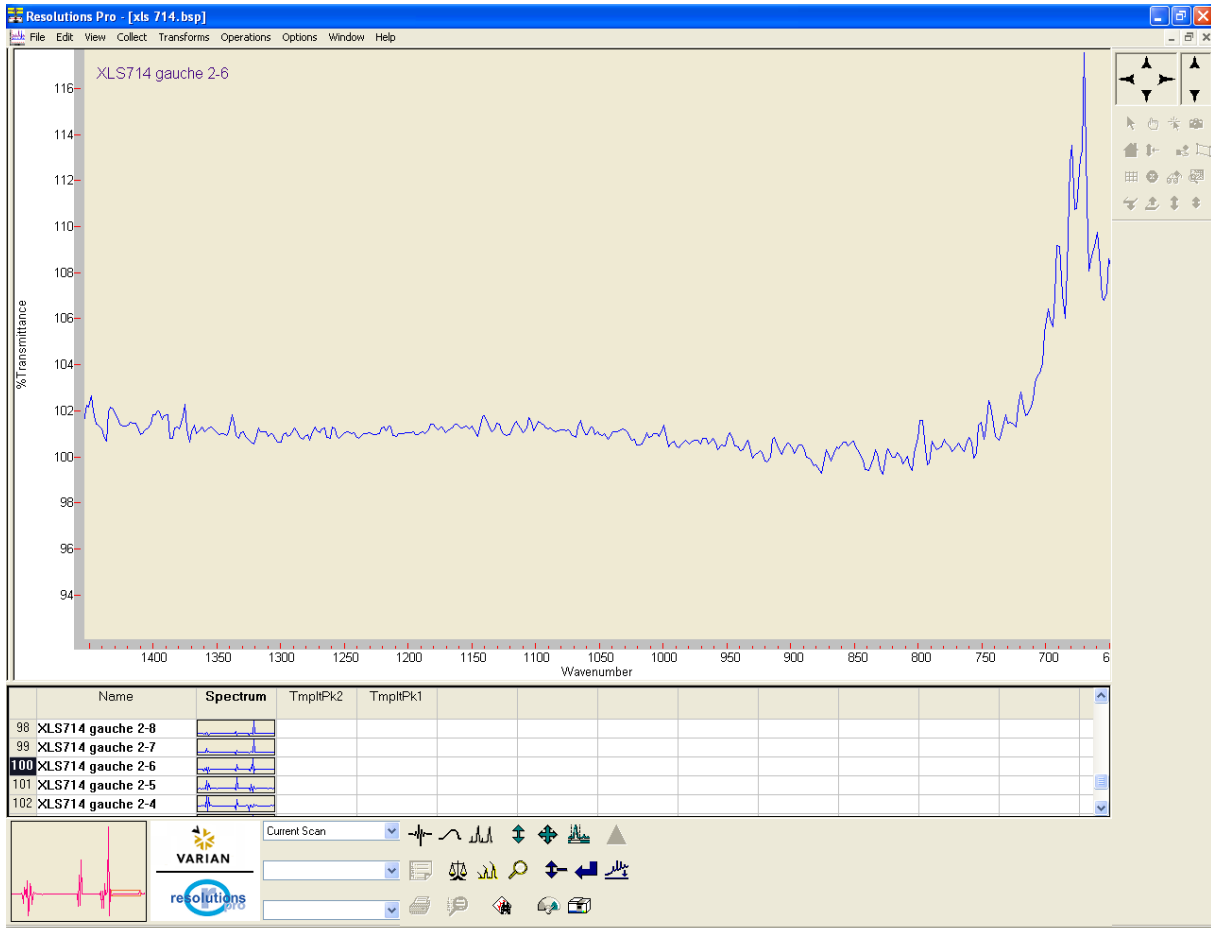 Resolutions Pro - [xls 714.bsp]
File Edit View Collect Transforms Operations Options Window Help
XLS714 gauche 2-6
116
114
112
110
108
106
104
102
100
98
96
94
%Transmittance
1400 1350 1300 1250 1200 1150 1100 1050 1000 950 900 850 800 750 700 6
Wavenumber
Name Spectrum TmpltPk2 TmpltPk1
98 XLS714 gauche 2-8
99 XLS714 gauche 2-7
100 XLS714 gauche 2-6
101 XLS714 gauche 2-5
102 XLS714 gauche 2-4
Current Scan
VARIAN
resolutions
pro